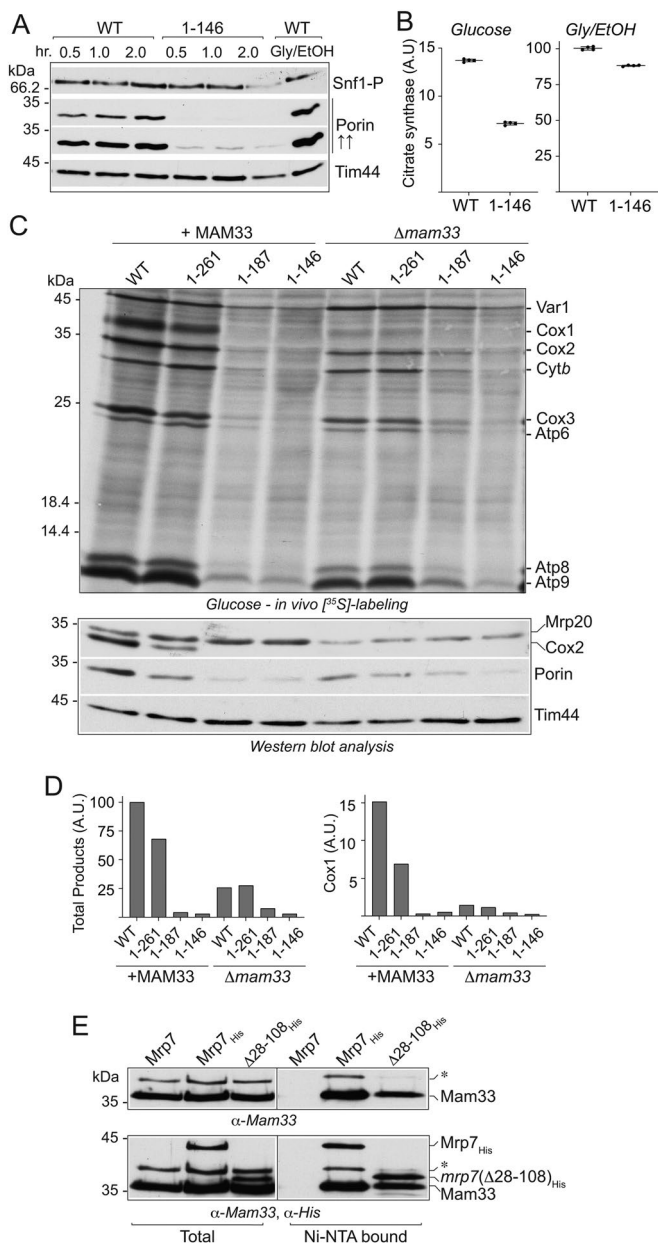 A
WT 1-146 WT
hr. 0.5 1.0 2.0 0.5 1.0 2.0 Gly/EtOH
kDa
66.2 Snf1-P
35
35 Porin
↑↑
45 Tim44
B
Glucose Gly/EtOH
Citrate synthase (A.U)
15 100
10 75
50
5 25
WT 1-146 WT 1-146
C
+ MAM33 Δmam33
WT 1-261 1-187 1-146 WT 1-261 1-187 1-146
kDa
45 Var1
35 Cox1
Cox2
Cytb
25 Cox3
Atp6
18.4
14.4
Atp8
Atp9
Glucose - in vivo [³⁵S]-labeling
35 Mrp20
Cox2
35 Porin
45 Tim44
Western blot analysis
D
Total Products (A.U.) Cox1 (A.U.)
100 15
75 10
50
25 5
WT 1-261 1-187 1-146 WT 1-261 1-187 1-146 WT 1-261 1-187 1-146 WT 1-261 1-187 1-146
+MAM33 Δmam33 +MAM33 Δmam33
E
Mrp7 Mrp7His Δ28-108His Mrp7 Mrp7His Δ28-108His
kDa *
35 Mam33
α-Mam33
45 Mrp7His
*
mrp7(Δ28-108)His
35 Mam33
α-Mam33, α-His
Total Ni-NTA bound